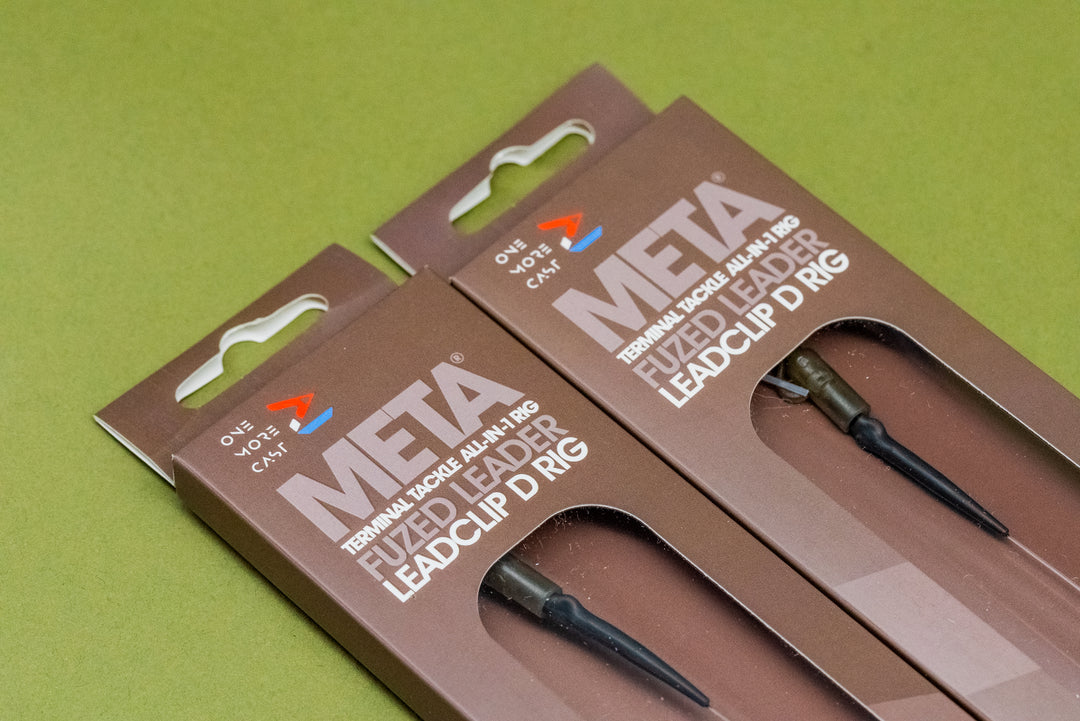 ONE
MORE
CAST
META®
TERMINAL TACKLE ALL-IN-1 RIG
FUZED LEADER
LEADCLIP D RIG
ONE
MORE
CAST
META®
TERMINAL TACKLE ALL-IN-1 RIG
FUZED LEADER
LEADCLIP D RIG